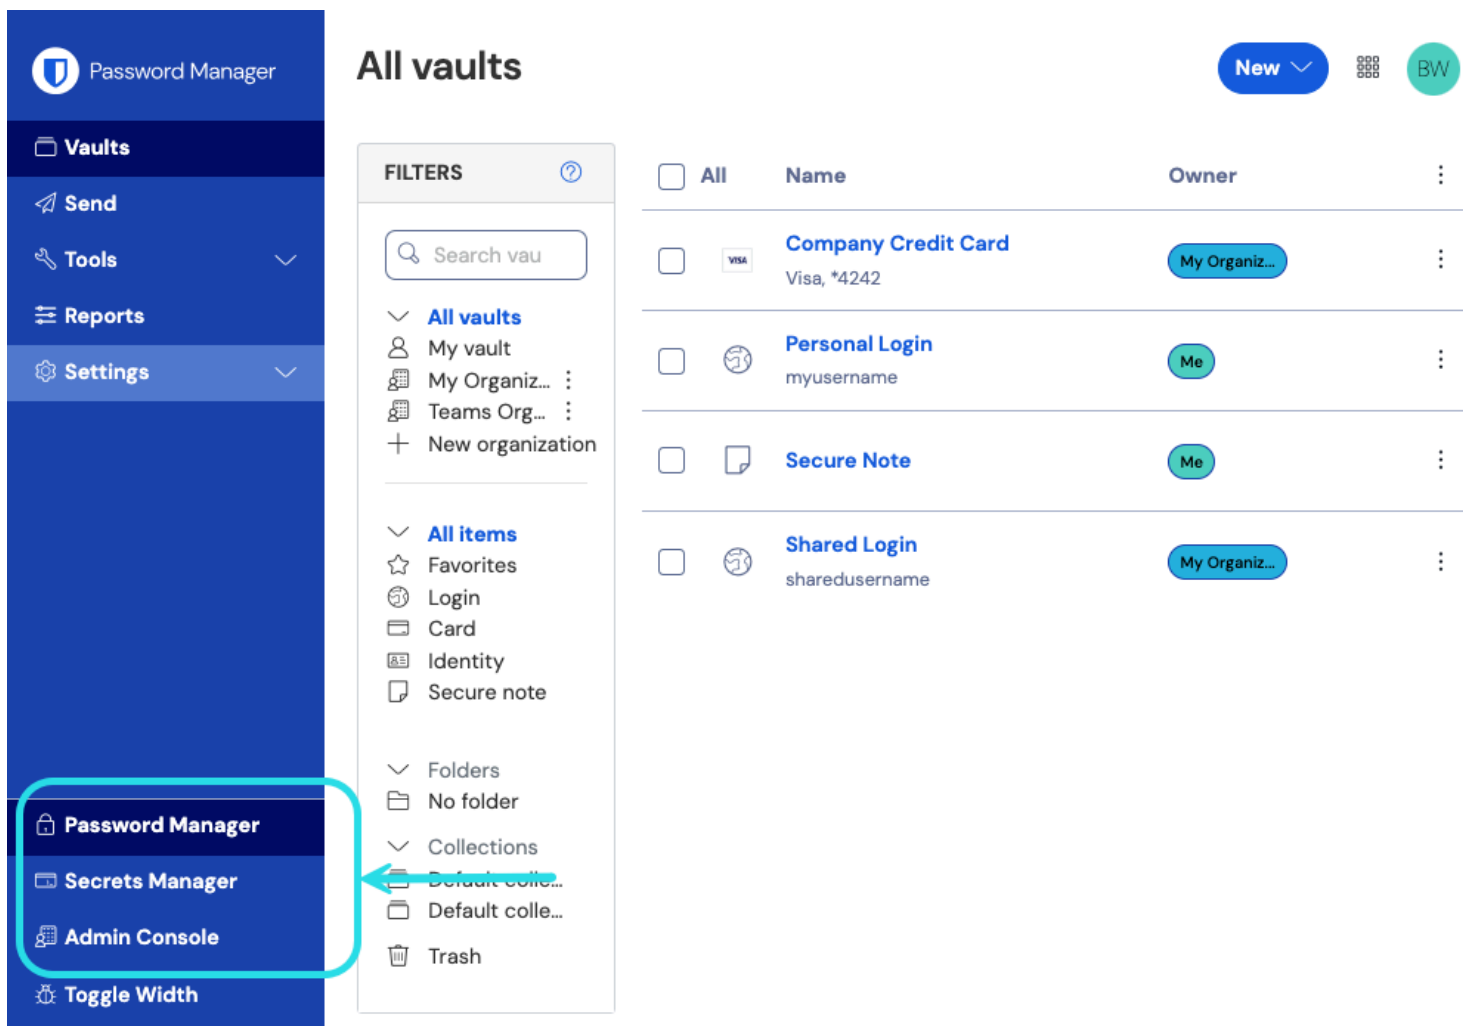 Password Manager
Vaults
Send
Tools
Reports
Settings
Password Manager
Secrets Manager
Admin Console
Toggle Width
All vaults
New
BW
FILTERS
?
Search vau
All vaults
My vault
My Organiz...
Teams Org...
New organization
All items
Favorites
Login
Card
Identity
Secure note
Folders
No folder
Collections
Default colle...
Default colle...
Trash
All Name Owner
VISA Company Credit Card My Organiz...
Visa, *4242
Personal Login Me
myusername
Secure Note Me
Shared Login My Organiz...
sharedusername